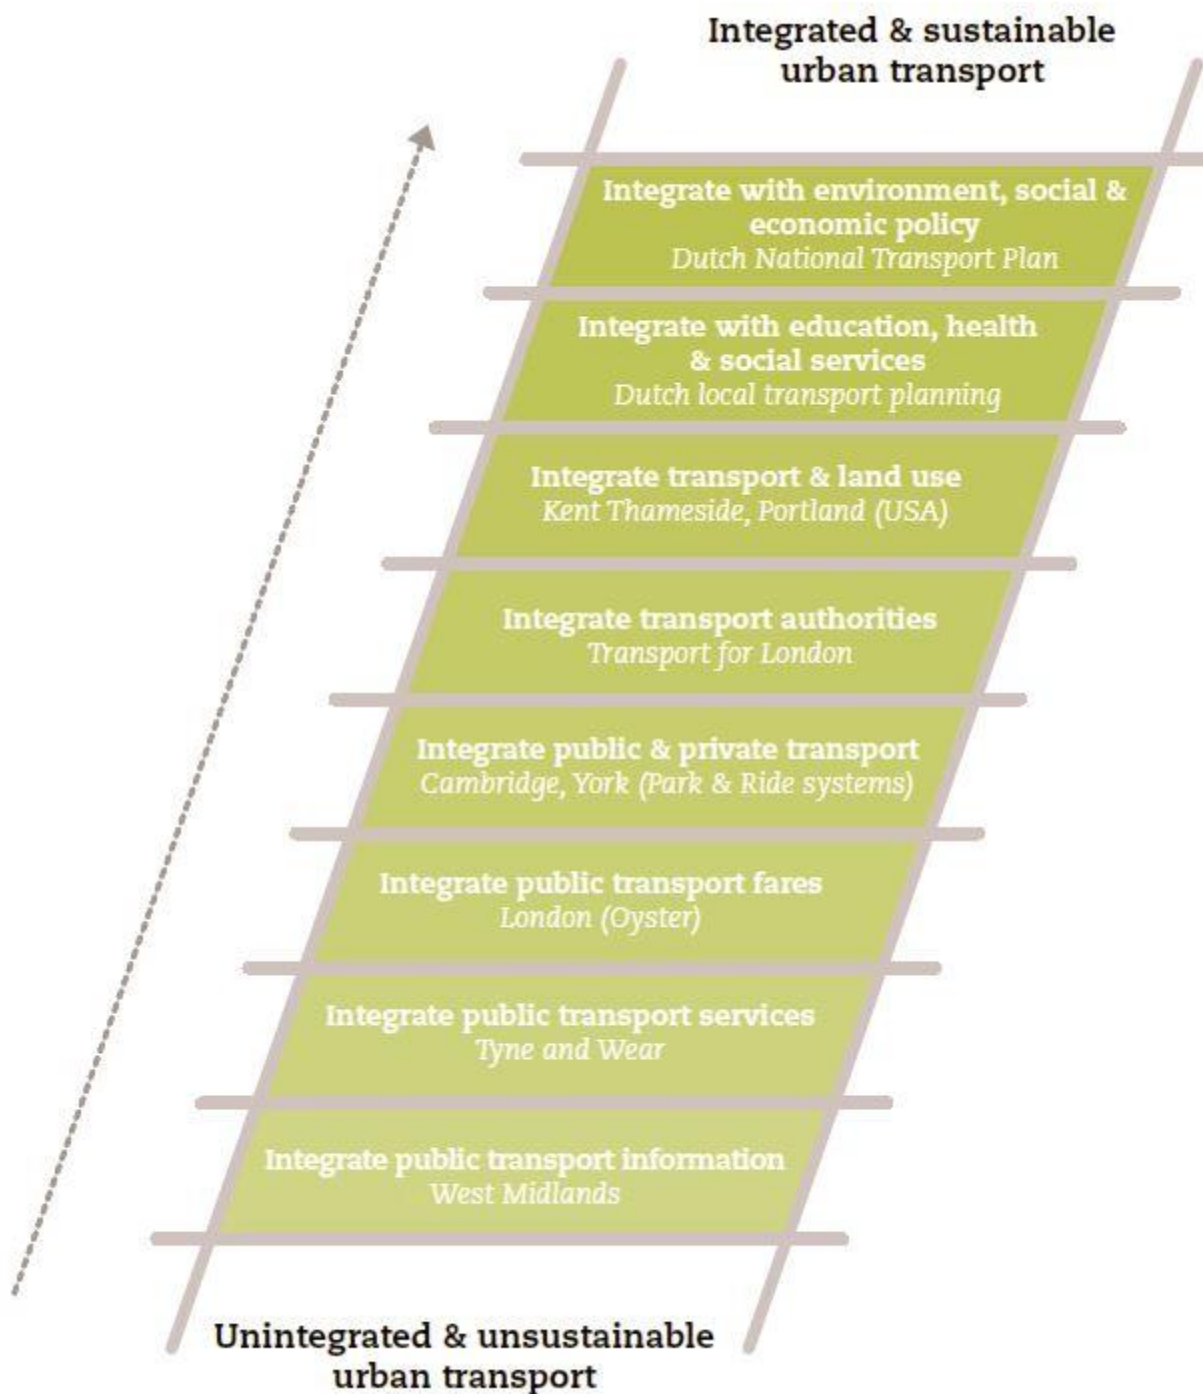 Integrated & sustainable
urban transport
Integrate with environment, social &
economic policy
Dutch National Transport Plan
Integrate with education, health
& social services
Dutch local transport planning
Integrate transport & land use
Kent Thameside, Portland (USA)
Integrate transport authorities
Transport for London
Integrate public & private transport
Cambridge, York (Park & Ride systems)
Integrate public transport fares
London (Oyster)
Integrate public transport services
Tyne and Wear
Integrate public transport information
West Midlands
Unintegrated & unsustainable
urban transport